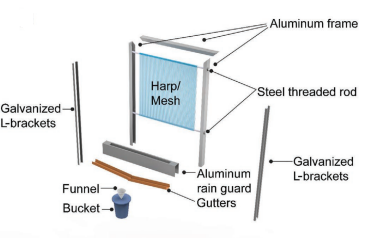 Aluminum frame
Harp/
Mesh
Steel threaded rod
Galvanized
L-brackets
Aluminum
rain guard
Galvanized
L-brackets
Funnel
Gutters
Bucket